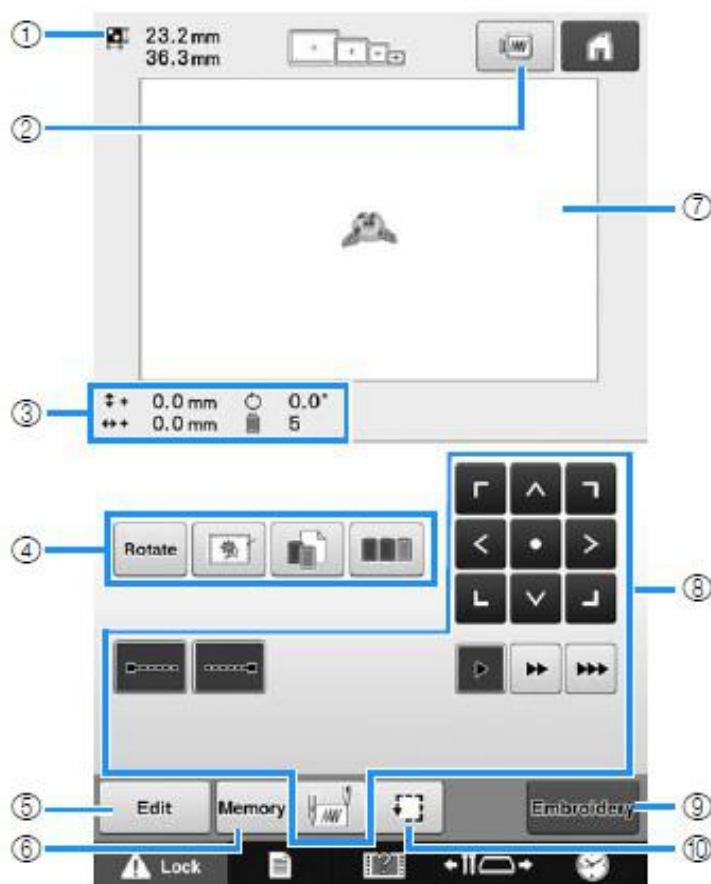 ① 23.2 mm
36.3 mm
②
⑦
③ 0.0 mm 0.0°
0.0 mm 5
④ Rotate
⑧
⑤ Edit Memory Embroidery ⑨
⑥ ⑩
Lock ?